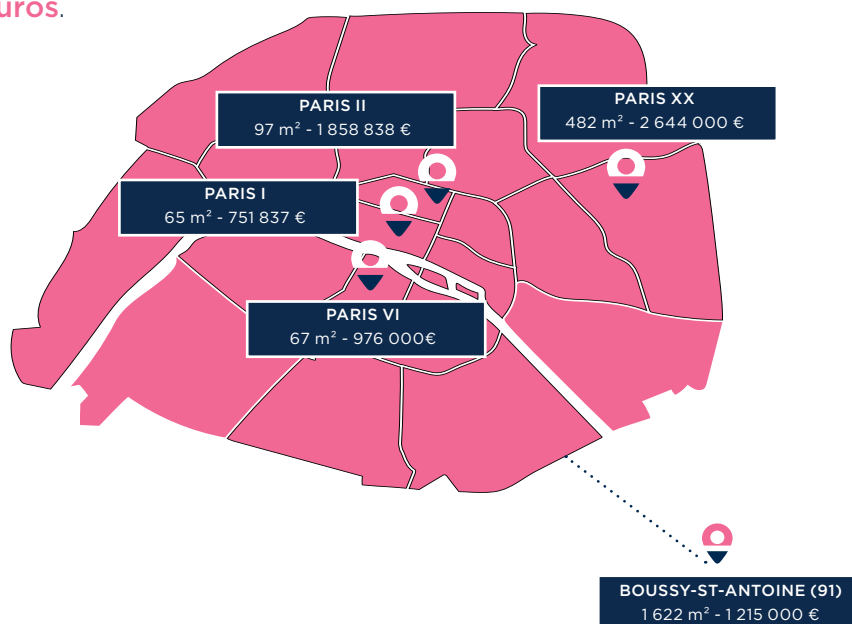 uros.
PARIS II
97 m² - 1 858 838 €
PARIS XX
482 m² - 2 644 000 €
PARIS I
65 m² - 751 837 €
PARIS VI
67 m² - 976 000€
BOUSSY-ST-ANTOINE (91)
1 622 m² - 1 215 000 €